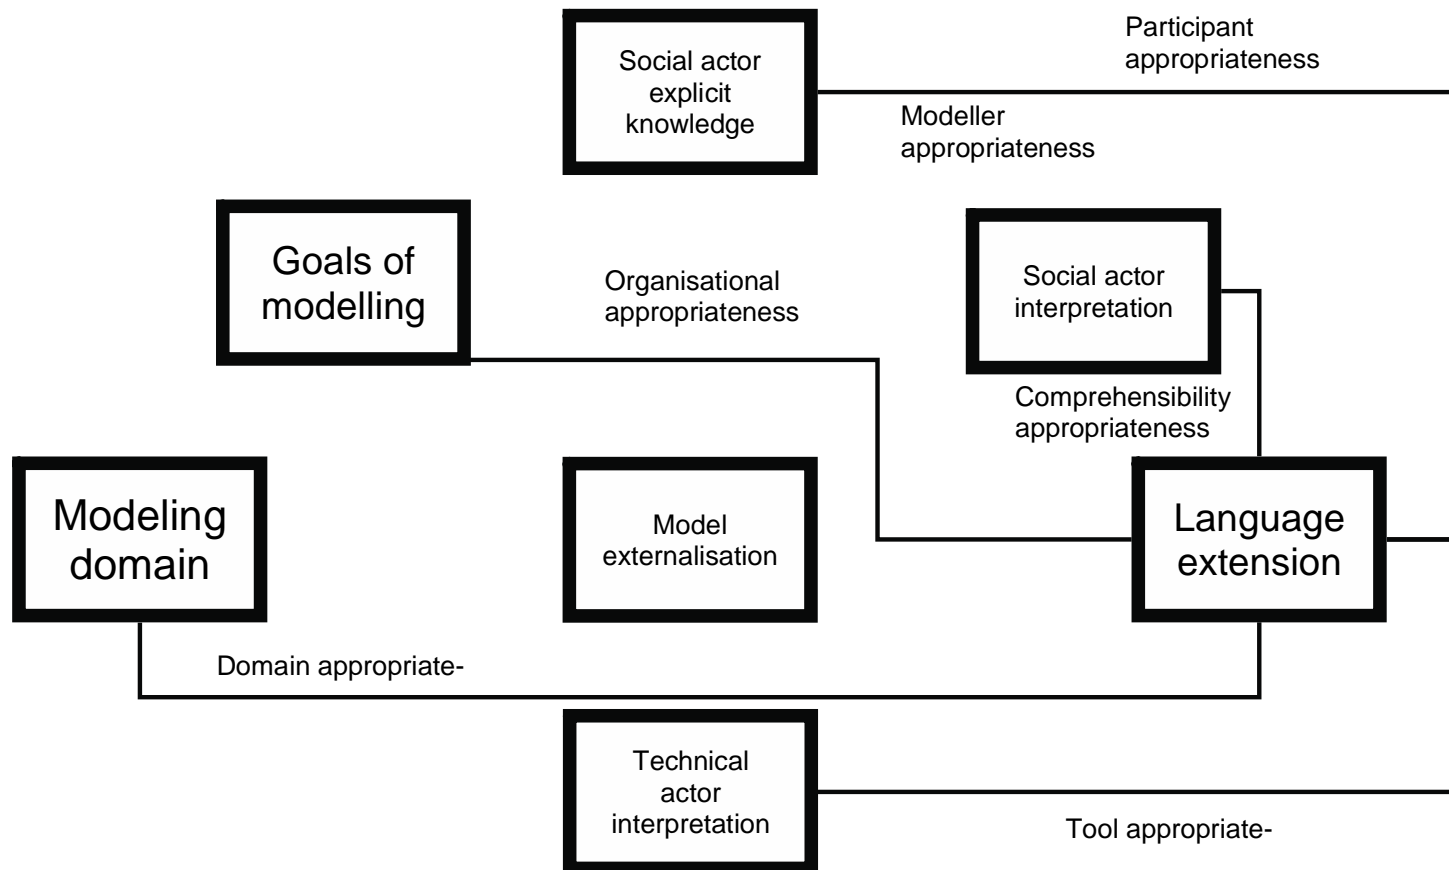 Participant
appropriateness
Social actor
explicit
knowledge
Modeller
appropriateness
Goals of
modelling
Organisational
appropriateness
Social actor
interpretation
Comprehensibility
appropriateness
Modeling
domain
Model
externalisation
Language
extension
Domain appropriate-
Technical
actor
interpretation
Tool appropriate-